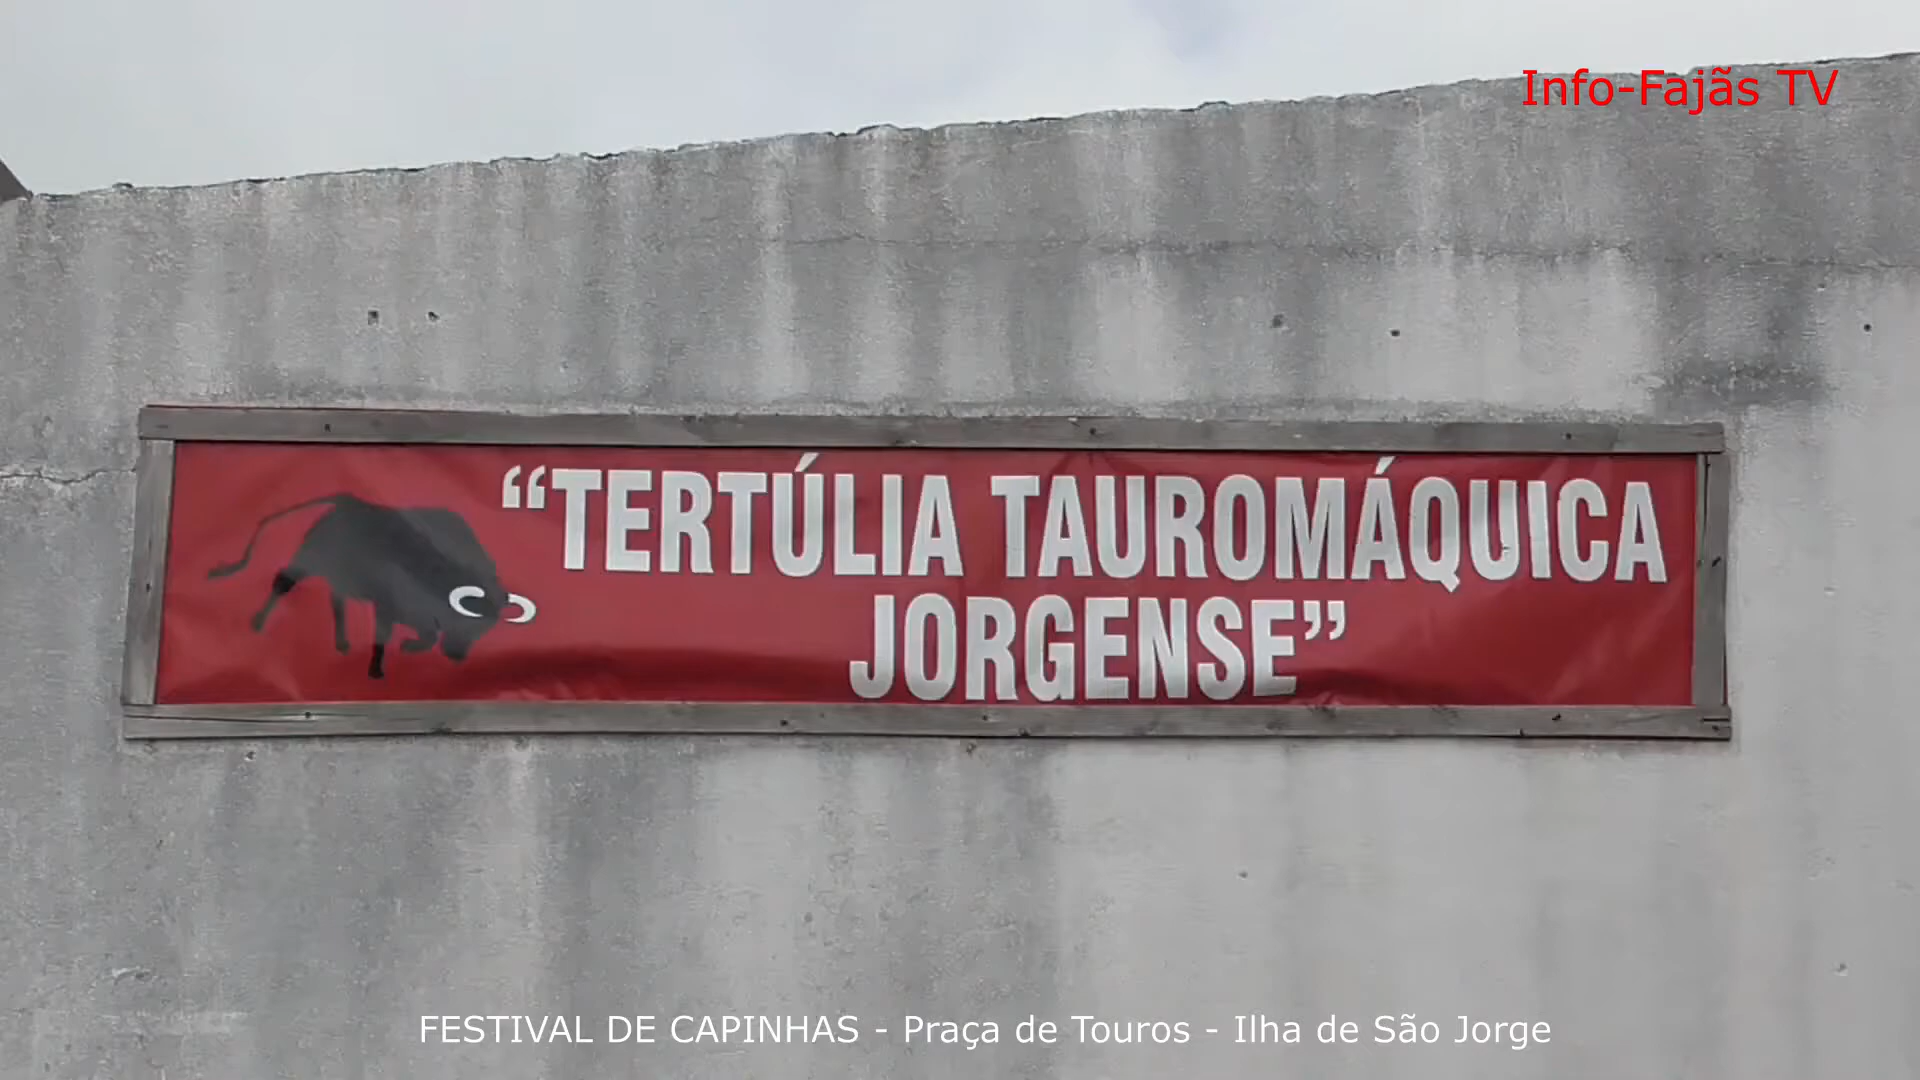 Info-Fajãs TV
“TERTÚLIA TAUROMÁQUICA
JORGENSE”
FESTIVAL DE CAPINHAS - Praça de Touros - Ilha de São Jorge